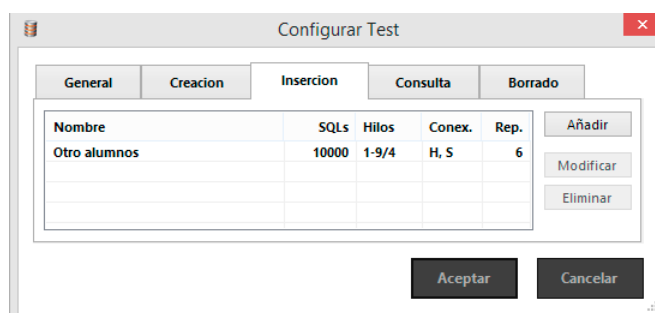 Configurar Test
General Creacion Insercion Consulta Borrado
Nombre SQLs Hilos Conex. Rep.
Otro alumnos 10000 1-9/4 H, S 6
Añadir
Modificar
Eliminar
Aceptar Cancelar